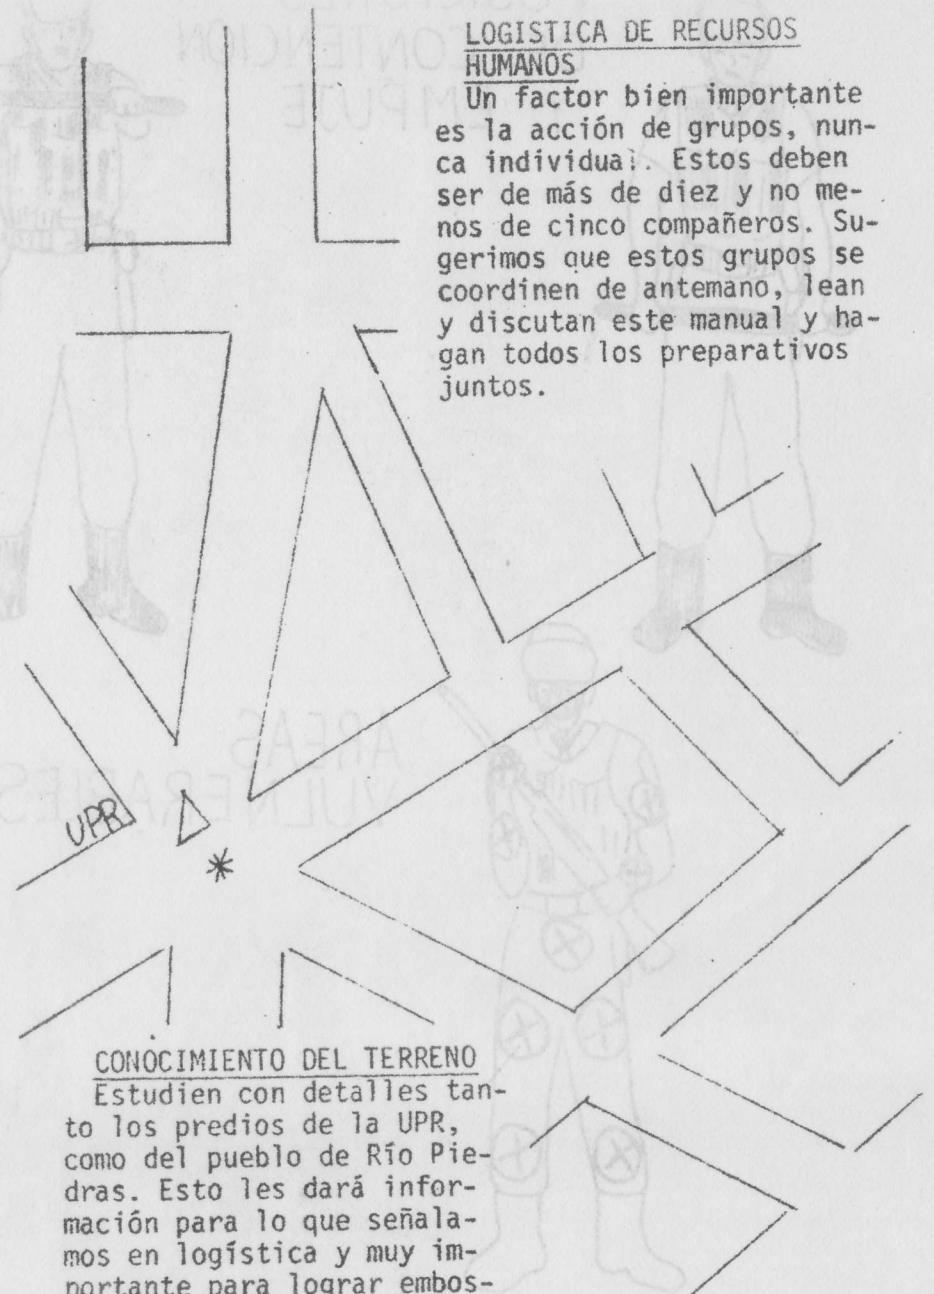 LOGISTICA DE RECURSOS
HUMANOS
Un factor bien importante
es la acción de grupos, nun-
ca individual. Estos deben
ser de más de diez y no me-
nos de cinco compañeros. Su-
gerimos que estos grupos se
coordinen de antemano, lean
y discutan este manual y ha-
gan todos los preparativos
juntos.
UPR
*
CONOCIMIENTO DEL TERRENO
Estudien con detalles tan-
to los predios de la UPR,
como del pueblo de Río Pie-
dras. Esto les dará infor-
mación para lo que señala-
mos en logística y muy im-
portante para lograr embos-
CONTENCION
EMPUJE
AREAS
VULNERABLES